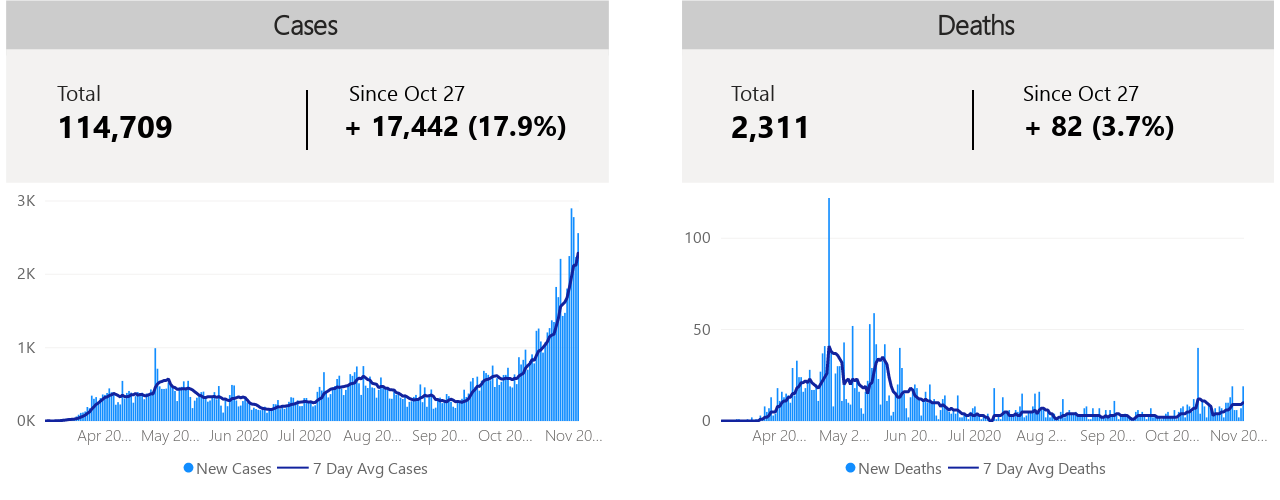 Cases
Total
114,709
Since Oct 27
+ 17,442 (17.9%)
3K
2K
1K
0K
Apr 20...
May 20...
Jun 2020
Jul 2020
Aug 20...
Sep 20...
Oct 20...
Nov 20...
New Cases
7 Day Avg Cases
Deaths
Total
2,311
Since Oct 27
+ 82 (3.7%)
100
50
0
Apr 20...
May 2...
Jun 20...
Jul 2020
Aug 2...
Sep 20...
Oct 20...
Nov 20...
New Deaths
7 Day Avg Deaths